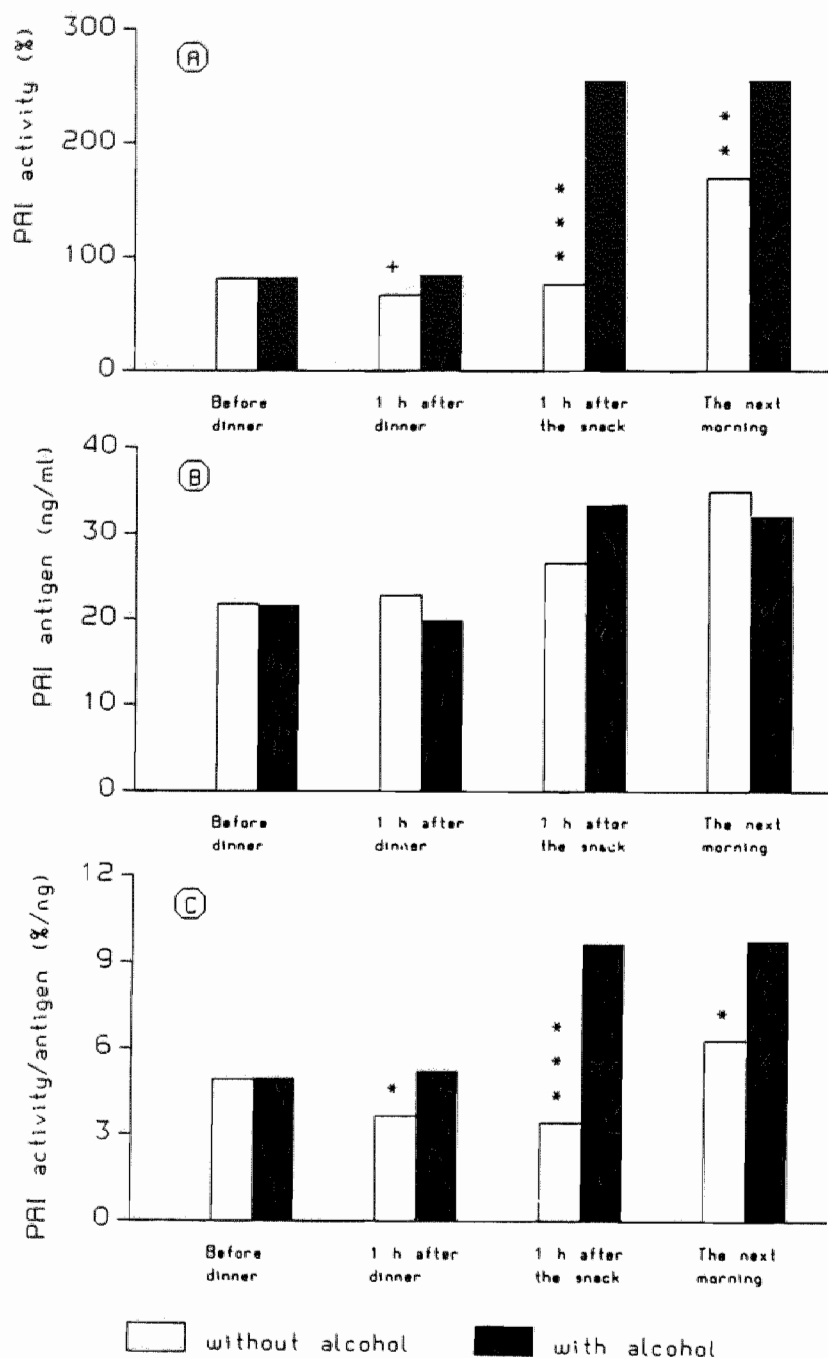 300
A
200
100
0
PAI activity (%)
+
*
*
*
*
*
Before
dinner
1 h after
dinner
1 h after
the snack
The next
morning
40
B
30
20
10
0
PAI antigen (ng/ml)
Before
dinner
1 h after
dinner
1 h after
the snack
The next
morning
12
C
9
6
3
0
PAI activity/antigen (%/ng)
*
*
*
*
*
Before
dinner
1 h after
dinner
1 h after
the snack
The next
morning
without alcohol
with alcohol